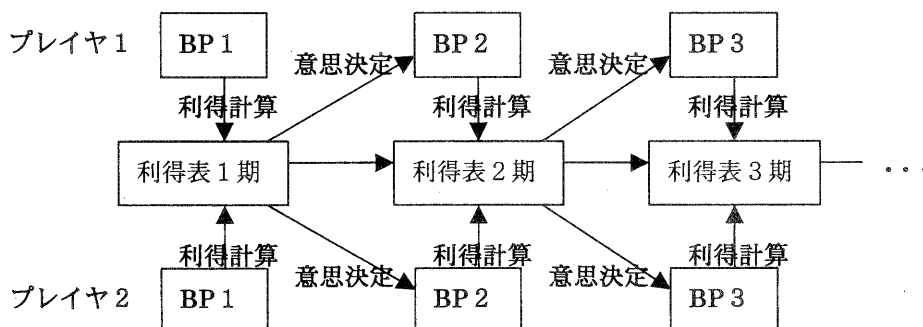 プレイヤ1 BP1 BP2 BP3
意思決定 意思決定
利得計算 利得計算 利得計算
利得表1期 利得表2期 利得表3期 ・・・
利得計算 利得計算 利得計算
意思決定 意思決定
プレイヤ2 BP1 BP2 BP3